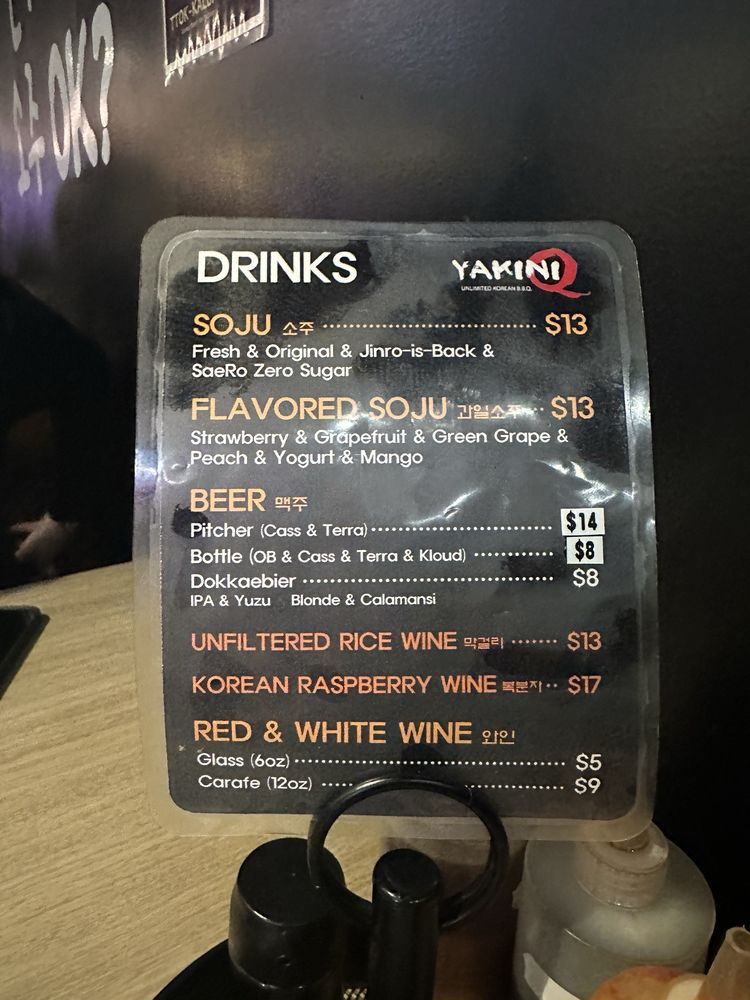 OK?
TTOK-KALBI
DRINKS
YAKINIQ
UNLIMITED KOREAN B.B.Q.
SOJU 소주 $13
Fresh & Original & Jinro-is-Back &
SaeRo Zero Sugar
FLAVORED SOJU 과일소주 $13
Strawberry & Grapefruit & Green Grape &
Peach & Yogurt & Mango
BEER 맥주
Pitcher (Cass & Terra) $14
Bottle (OB & Cass & Terra & Kloud) $8
Dokkaebier $8
IPA & Yuzu Blonde & Calamansi
UNFILTERED RICE WINE 막걸리 $13
KOREAN RASPBERRY WINE 복분자 $17
RED & WHITE WINE 와인
Glass (6oz) $5
Carafe (12oz) $9